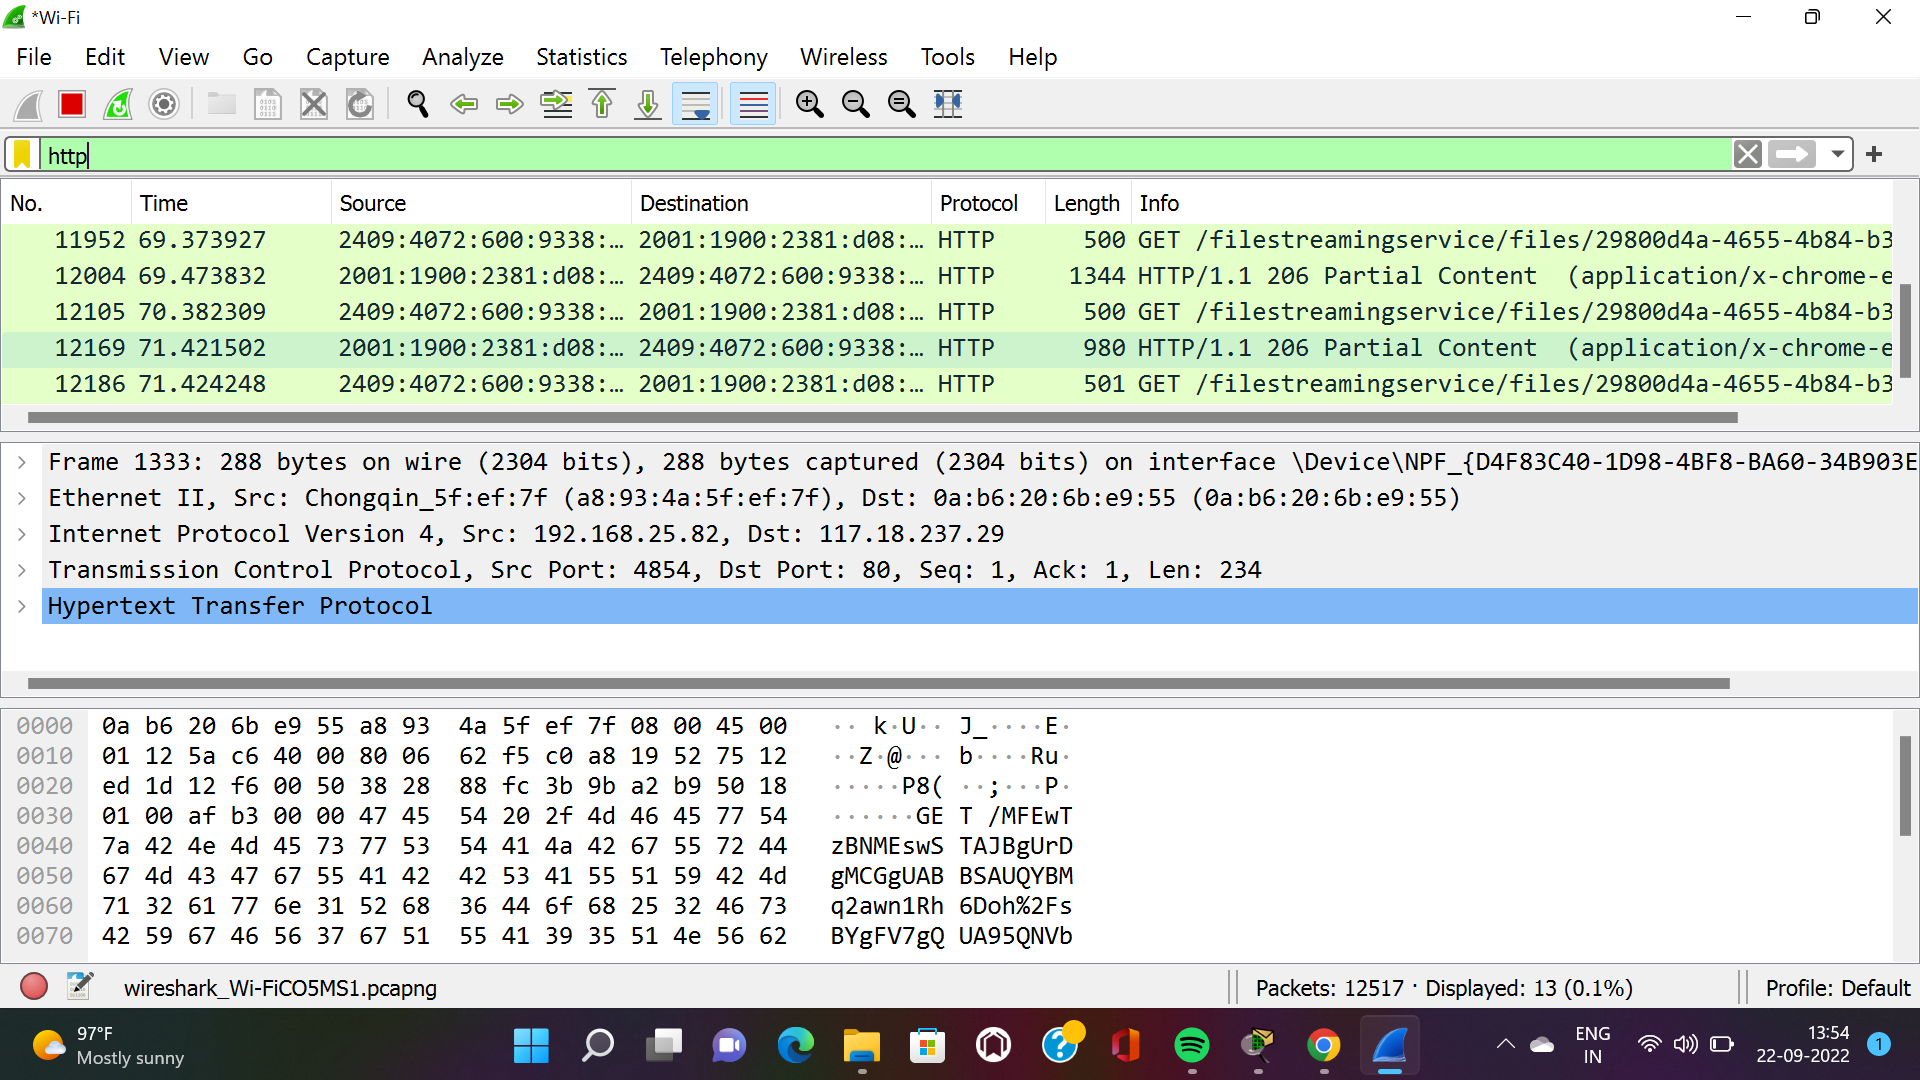 *Wi-Fi
File Edit View Go Capture Analyze Statistics Telephony Wireless Tools Help
http
No. Time Source Destination Protocol Length Info
11952 69.373927 2409:4072:600:9338:… 2001:1900:2381:d08:… HTTP 500 GET /filestreamingservice/files/29800d4a-4655-4b84-b3
12004 69.473832 2001:1900:2381:d08:… 2409:4072:600:9338:… HTTP 1344 HTTP/1.1 206 Partial Content (application/x-chrome-e
12105 70.382309 2409:4072:600:9338:… 2001:1900:2381:d08:… HTTP 500 GET /filestreamingservice/files/29800d4a-4655-4b84-b3
12169 71.421502 2001:1900:2381:d08:… 2409:4072:600:9338:… HTTP 980 HTTP/1.1 206 Partial Content (application/x-chrome-e
12186 71.424248 2409:4072:600:9338:… 2001:1900:2381:d08:… HTTP 501 GET /filestreamingservice/files/29800d4a-4655-4b84-b3
Frame 1333: 288 bytes on wire (2304 bits), 288 bytes captured (2304 bits) on interface \Device\NPF_{D4F83C40-1D98-4BF8-BA60-34B903E
Ethernet II, Src: Chongqin_5f:ef:7f (a8:93:4a:5f:ef:7f), Dst: 0a:b6:20:6b:e9:55 (0a:b6:20:6b:e9:55)
Internet Protocol Version 4, Src: 192.168.25.82, Dst: 117.18.237.29
Transmission Control Protocol, Src Port: 4854, Dst Port: 80, Seq: 1, Ack: 1, Len: 234
Hypertext Transfer Protocol
0000 0a b6 20 6b e9 55 a8 93 4a 5f ef 7f 08 00 45 00 ·· k·U·· J_····E·
0010 01 12 5a c6 40 00 80 06 62 f5 c0 a8 19 52 75 12 ··Z·@··· b····Ru·
0020 ed 1d 12 f6 00 50 38 28 88 fc 3b 9b a2 b9 50 18 ·····P8( ··;···P·
0030 01 00 af b3 00 00 47 45 54 20 2f 4d 46 45 77 54 ······GE T /MFEwT
0040 7a 42 4e 4d 45 73 77 53 54 41 4a 42 67 55 72 44 zBNMEswS TAJBgUrD
0050 67 4d 43 47 67 55 41 42 42 53 41 55 51 59 42 4d gMCGgUAB BSAUQYBM
0060 71 32 61 77 6e 31 52 68 36 44 6f 68 25 32 46 73 q2awn1Rh 6Doh%2Fs
0070 42 59 67 46 56 37 67 51 55 41 39 35 51 4e 56 62 BYgFV7gQ UA95QNVb
wireshark_Wi-FiCO5MS1.pcapng Packets: 12517 · Displayed: 13 (0.1%) Profile: Default
97°F
Mostly sunny
ENG
IN
13:54
22-09-2022
1